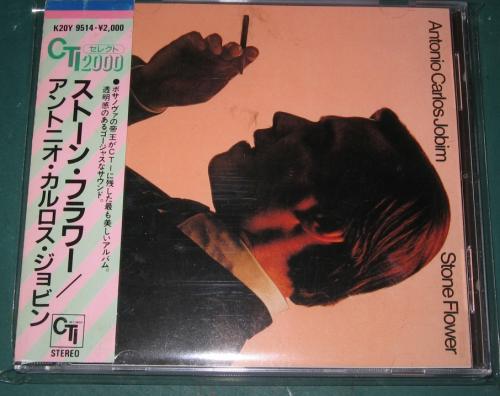 K20Y 9514-¥2,000
CTI
セレクト
2000
●ボサノヴァの帝王がCTIに残した最も美しいアルバム。
透明感のあるゴージャスなサウンド。
ストーン・フラワー/
アントニオ・カルロス・ジョビン
CTI
STEREO
Antonio Carlos Jobim
Stone Flower